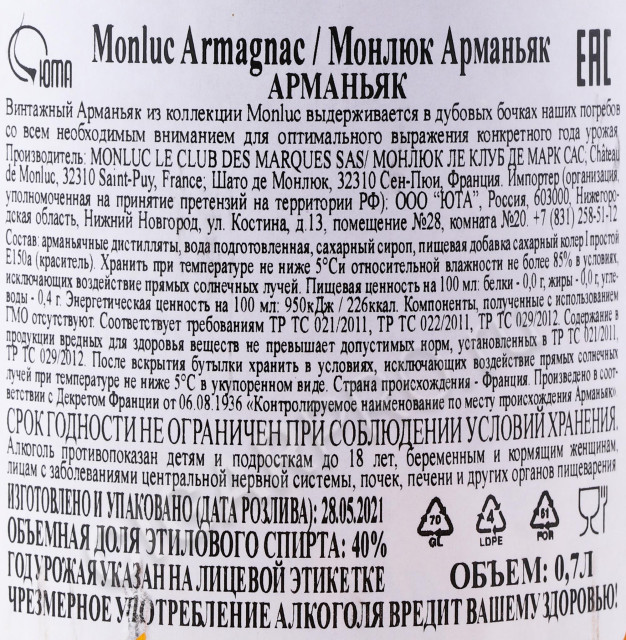 ЮТА
Monluc Armagnac / Монлюк Арманьяк
EAC
АРМАНЬЯК
Винтажный Арманьяк из коллекции Monluc выдерживается в дубовых бочках наших погребов
со всем необходимым вниманием для оптимального выражения конкретного года урожая.
Производитель: MONLUC LE CLUB DES MARQUES SAS/ МОНЛЮК ЛЕ КЛУБ ДЕ МАРК САС, Château
de Monluc, 32310 Saint-Puy, France; Шато де Монлюк, 32310 Сен-Пюи, Франция. Импортер (организация,
уполномоченная на принятие претензий на территории РФ): ООО "ЮТА", Россия, 603000, Нижегоро-
дская область, Нижний Новгород, ул. Костина, д.13, помещение №28, комната №20. +7 (831) 258-51-12
Состав: арманьячные дистилляты, вода подготовленная, сахарный сироп, пищевая добавка сахарный колер I простой
E150a (краситель). Хранить при температуре не ниже 5°С и относительной влажности не более 85% в условиях,
исключающих воздействие прямых солнечных лучей. Пищевая ценность на 100 мл: белки - 0,0 г, жиры - 0,0 г, угле-
воды - 0,4 г. Энергетическая ценность на 100 мл: 950кДж / 226ккал. Компоненты, полученные с использованием
ГМО отсутствуют. Соответствует требованиям ТР ТС 021/2011, ТР ТС 022/2011, ТР ТС 029/2012. Содержание в
продукции вредных для здоровья веществ не превышает допустимых норм, установленных в ТР ТС 021/2011,
ТР ТС 029/2012. После вскрытия бутылки хранить в условиях, исключающих воздействие прямых солнечных
лучей при температуре не ниже 5°С в укупоренном виде. Страна происхождения - Франция. Произведено в соот-
ветствии с Декретом Франции от 06.08.1936 «Контролируемое наименование по месту происхождения Арманьяк»
СРОК ГОДНОСТИ НЕ ОГРАНИЧЕН ПРИ СОБЛЮДЕНИИ УСЛОВИЙ ХРАНЕНИЯ.
Алкоголь противопоказан детям и подросткам до 18 лет, беременным и кормящим женщинам,
лицам с заболеваниями центральной нервной системы, почек, печени и других органов пищеварения
ИЗГОТОВЛЕНО И УПАКОВАНО (ДАТА РОЗЛИВА): 28.05.2021
ОБЪЕМНАЯ ДОЛЯ ЭТИЛОВОГО СПИРТА: 40%
70 4 61
GL LDPE FOR
ГОД УРОЖАЯ УКАЗАН НА ЛИЦЕВОЙ ЭТИКЕТКЕ
ОБЪЕМ: 0,7Л
ЧРЕЗМЕРНОЕ УПОТРЕБЛЕНИЕ АЛКОГОЛЯ ВРЕДИТ ВАШЕМУ ЗДОРОВЬЮ!